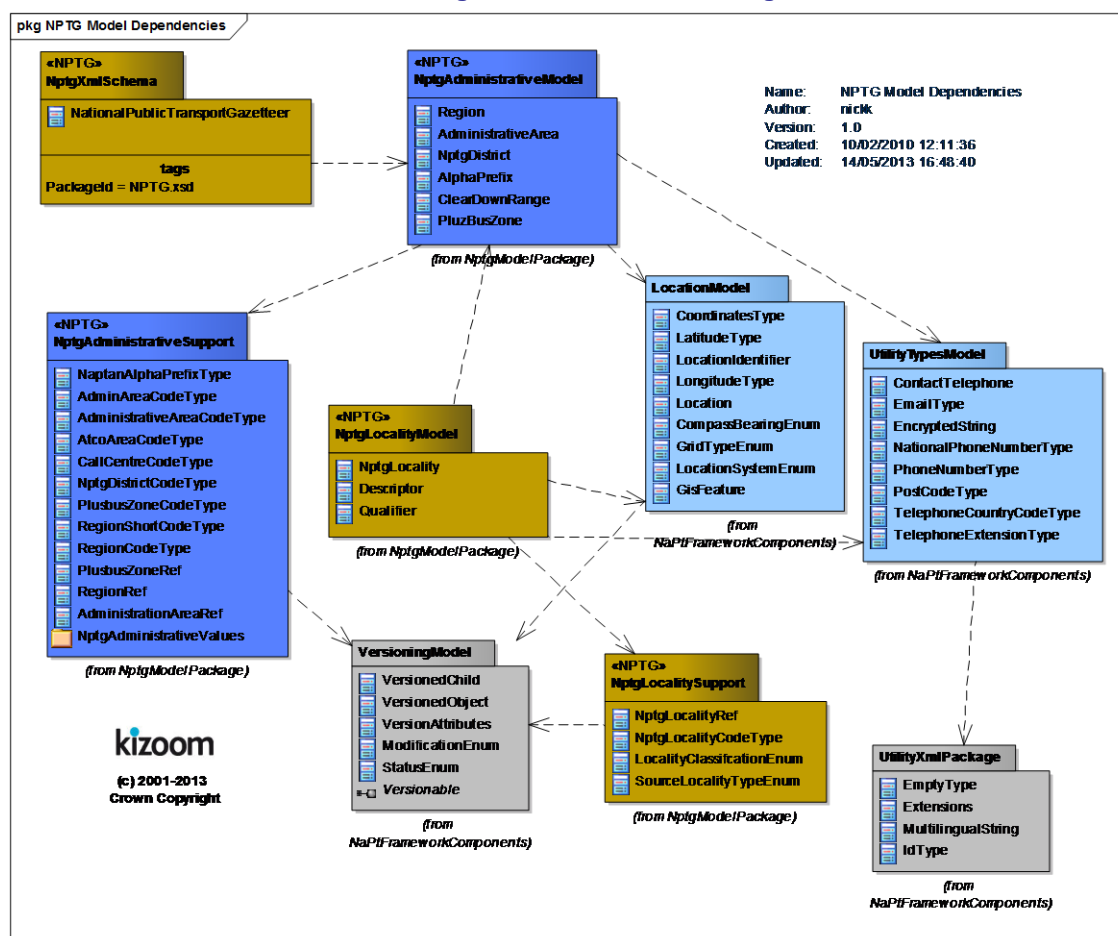 pkg NPTG Model Dependencies
«NPTG»
NptgXmlSchema
NationalPublicTransportGazetteer
tags
PackageId = NPTG.xsd
«NPTG»
NptgAdministrativeModel
Region
AdministrativeArea
NptgDistrict
AlphaPrefix
ClearDownRange
PluzBusZone
(from NptgModelPackage)
Name: NPTG Model Dependencies
Author: nickk
Version: 1.0
Created: 10/02/2010 12:11:36
Updated: 14/05/2013 16:48:40
«NPTG»
NptgAdministrativeSupport
NaptanAlphaPrefixType
AdminAreaCodeType
AdministrativeAreaCodeType
AtcoAreaCodeType
CallCentreCodeType
NptgDistrictCodeType
PlusbusZoneCodeType
RegionShortCodeType
RegionCodeType
PlusbusZoneRef
RegionRef
AdministrationAreaRef
NptgAdministrativeValues
(from NptgModelPackage)
«NPTG»
NptgLocalityModel
NptgLocality
Descriptor
Qualifier
(from NptgModelPackage)
LocationModel
CoordinatesType
LatitudeType
LocationIdentifier
LongitudeType
Location
CompassBearingEnum
GridTypeEnum
LocationSystemEnum
GisFeature
(from
NaPtFrameworkComponents)
UtilityTypesModel
ContactTelephone
EmailType
EncryptedString
NationalPhoneNumberType
PhoneNumberType
PostCodeType
TelephoneCountryCodeType
TelephoneExtensionType
(from NaPtFrameworkComponents)
VersioningModel
VersionedChild
VersionedObject
VersionAttributes
ModificationEnum
StatusEnum
Versionable
(from
NaPtFrameworkComponents)
«NPTG»
NptgLocalitySupport
NptgLocalityRef
NptgLocalityCodeType
LocalityClassifcationEnum
SourceLocalityTypeEnum
(from NptgModelPackage)
UtilityXmlPackage
EmptyType
Extensions
MultilingualString
IdType
(from
NaPtFrameworkComponents)
kizoom
(c) 2001-2013
Crown Copyright